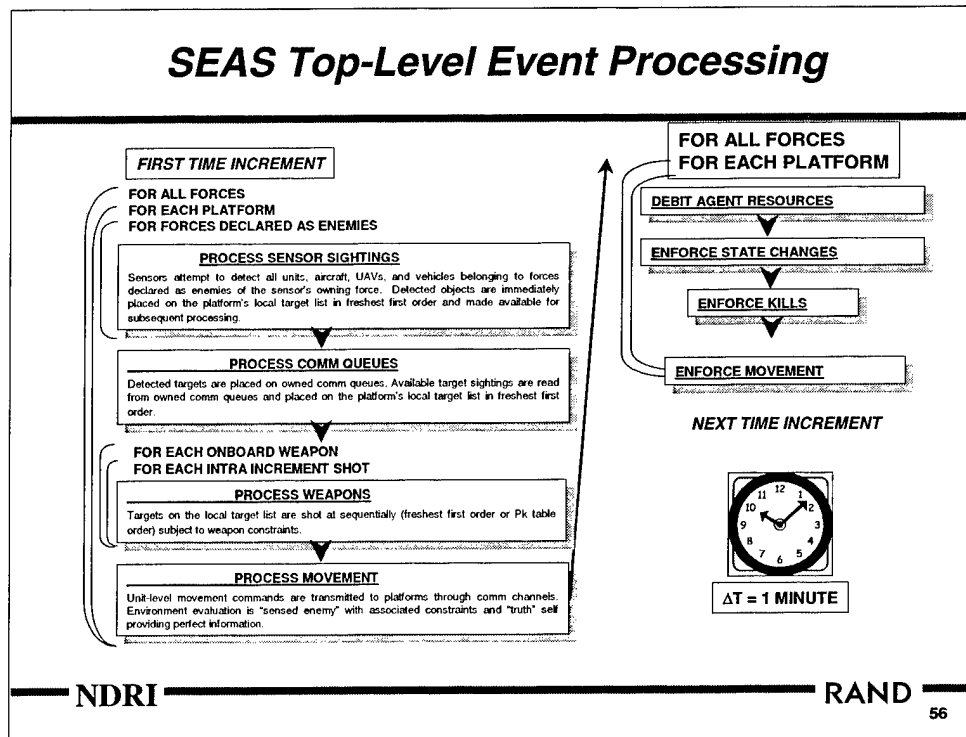 SEAS Top-Level Event Processing
FIRST TIME INCREMENT
FOR ALL FORCES
FOR EACH PLATFORM
FOR FORCES DECLARED AS ENEMIES
PROCESS SENSOR SIGHTINGS
Sensors attempt to detect all units, aircraft, UAVs, and vehicles belonging to forces
declared as enemies of the sensor's owning force. Detected objects are immediately
placed on the platform's local target list in freshest first order and made available for
subsequent processing.
PROCESS COMM QUEUES
Detected targets are placed on owned comm queues. Available target sightings are read
from owned comm queues and placed on the platform's local target list in freshest first
order.
FOR EACH ONBOARD WEAPON
FOR EACH INTRA INCREMENT SHOT
PROCESS WEAPONS
Targets on the local target list are shot at sequentially (freshest first order or Pk table
order) subject to weapon constraints.
PROCESS MOVEMENT
Unit-level movement commands are transmitted to platforms through comm channels.
Environment evaluation is "sensed enemy" with associated constraints and "truth" self
providing perfect information.
FOR ALL FORCES
FOR EACH PLATFORM
DEBIT AGENT RESOURCES
ENFORCE STATE CHANGES
ENFORCE KILLS
ENFORCE MOVEMENT
NEXT TIME INCREMENT
12
11 1
10 2
9 3
8 4
7 5
6
ΔT = 1 MINUTE
NDRI
RAND
56